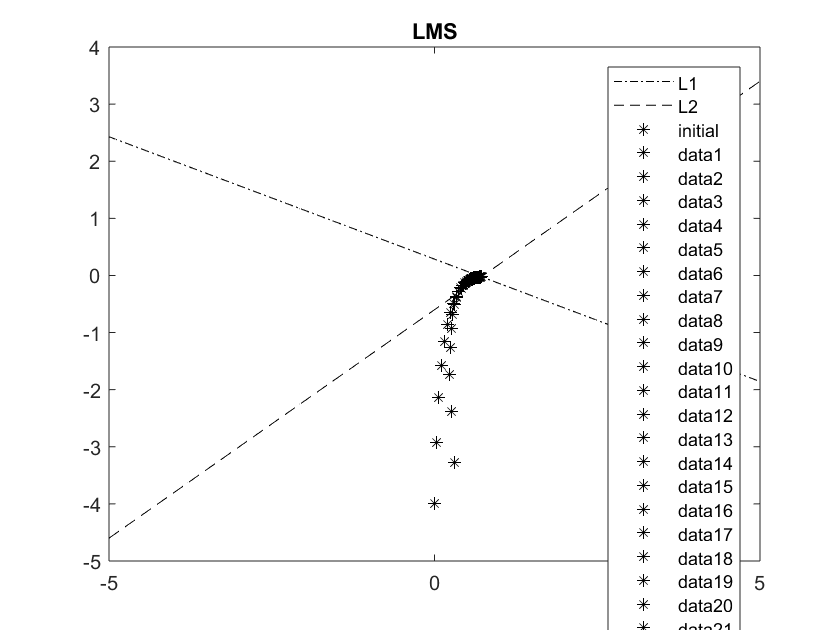 LMS
4
3
2
1
0
-1
-2
-3
-4
-5
-5
0
5
L1
L2
initial
data1
data2
data3
data4
data5
data6
data7
data8
data9
data10
data11
data12
data13
data14
data15
data16
data17
data18
data19
data20
data21